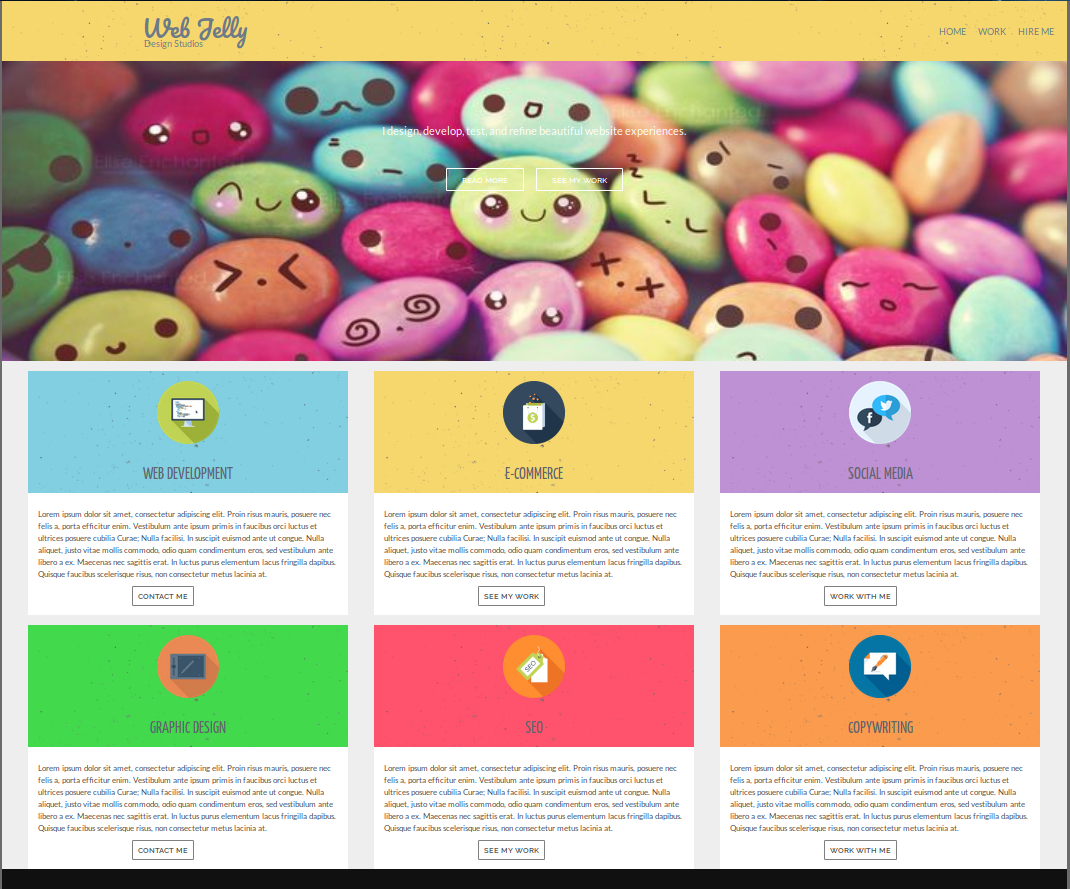 Web Jelly
Design Studios
HOME WORK HIRE ME
Elise Enchanted
I design, develop, test, and refine beautiful website experiences.
Elise Enchanted
READ MORE SEE MY WORK
Elise Enchanted
Elise Enchanted
WEB DEVELOPMENT
Lorem ipsum dolor sit amet, consectetur adipiscing elit. Proin risus mauris, posuere nec
felis a, porta efficitur enim. Vestibulum ante ipsum primis in faucibus orci luctus et
ultrices posuere cubilia Curae; Nulla facilisi. In suscipit euismod ante ut congue. Nulla
aliquet, justo vitae mollis commodo, odio quam condimentum eros, sed vestibulum ante
libero a ex. Maecenas nec sagittis erat. In luctus purus elementum lacus fringilla dapibus.
Quisque faucibus scelerisque risus, non consectetur metus lacinia at.
CONTACT ME
$
E-COMMERCE
Lorem ipsum dolor sit amet, consectetur adipiscing elit. Proin risus mauris, posuere nec
felis a, porta efficitur enim. Vestibulum ante ipsum primis in faucibus orci luctus et
ultrices posuere cubilia Curae; Nulla facilisi. In suscipit euismod ante ut congue. Nulla
aliquet, justo vitae mollis commodo, odio quam condimentum eros, sed vestibulum ante
libero a ex. Maecenas nec sagittis erat. In luctus purus elementum lacus fringilla dapibus.
Quisque faucibus scelerisque risus, non consectetur metus lacinia at.
SEE MY WORK
f
SOCIAL MEDIA
Lorem ipsum dolor sit amet, consectetur adipiscing elit. Proin risus mauris, posuere nec
felis a, porta efficitur enim. Vestibulum ante ipsum primis in faucibus orci luctus et
ultrices posuere cubilia Curae; Nulla facilisi. In suscipit euismod ante ut congue. Nulla
aliquet, justo vitae mollis commodo, odio quam condimentum eros, sed vestibulum ante
libero a ex. Maecenas nec sagittis erat. In luctus purus elementum lacus fringilla dapibus.
Quisque faucibus scelerisque risus, non consectetur metus lacinia at.
WORK WITH ME
GRAPHIC DESIGN
Lorem ipsum dolor sit amet, consectetur adipiscing elit. Proin risus mauris, posuere nec
felis a, porta efficitur enim. Vestibulum ante ipsum primis in faucibus orci luctus et
ultrices posuere cubilia Curae; Nulla facilisi. In suscipit euismod ante ut congue. Nulla
aliquet, justo vitae mollis commodo, odio quam condimentum eros, sed vestibulum ante
libero a ex. Maecenas nec sagittis erat. In luctus purus elementum lacus fringilla dapibus.
Quisque faucibus scelerisque risus, non consectetur metus lacinia at.
CONTACT ME
SEO
SEO
Lorem ipsum dolor sit amet, consectetur adipiscing elit. Proin risus mauris, posuere nec
felis a, porta efficitur enim. Vestibulum ante ipsum primis in faucibus orci luctus et
ultrices posuere cubilia Curae; Nulla facilisi. In suscipit euismod ante ut congue. Nulla
aliquet, justo vitae mollis commodo, odio quam condimentum eros, sed vestibulum ante
libero a ex. Maecenas nec sagittis erat. In luctus purus elementum lacus fringilla dapibus.
Quisque faucibus scelerisque risus, non consectetur metus lacinia at.
SEE MY WORK
COPYWRITING
Lorem ipsum dolor sit amet, consectetur adipiscing elit. Proin risus mauris, posuere nec
felis a, porta efficitur enim. Vestibulum ante ipsum primis in faucibus orci luctus et
ultrices posuere cubilia Curae; Nulla facilisi. In suscipit euismod ante ut congue. Nulla
aliquet, justo vitae mollis commodo, odio quam condimentum eros, sed vestibulum ante
libero a ex. Maecenas nec sagittis erat. In luctus purus elementum lacus fringilla dapibus.
Quisque faucibus scelerisque risus, non consectetur metus lacinia at.
WORK WITH ME